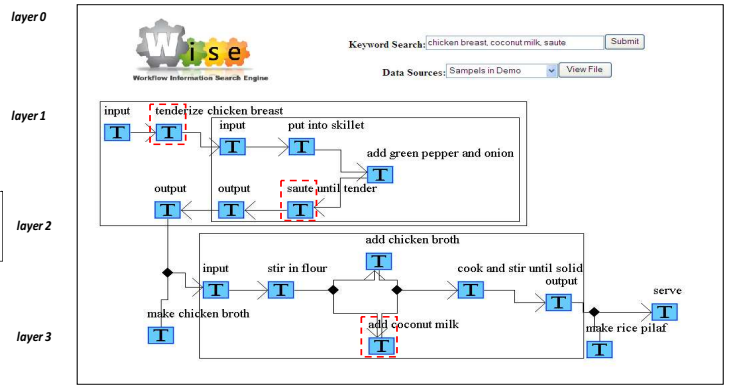 layer 0
Wise
Workflow Information Search Engine
Keyword Search: chicken breast, coconut milk, saute Submit
Data Sources: Sampels in Demo View File
layer 1
input tenderize chicken breast
T T
input put into skillet
T T
add green pepper and onion
T
output output saute until tender
T T T
layer 2
add chicken broth
T
input stir in flour cook and stir until solid
T T T
output
T
serve
T
make chicken broth
T
add coconut milk
T
make rice pilaf
T
layer 3